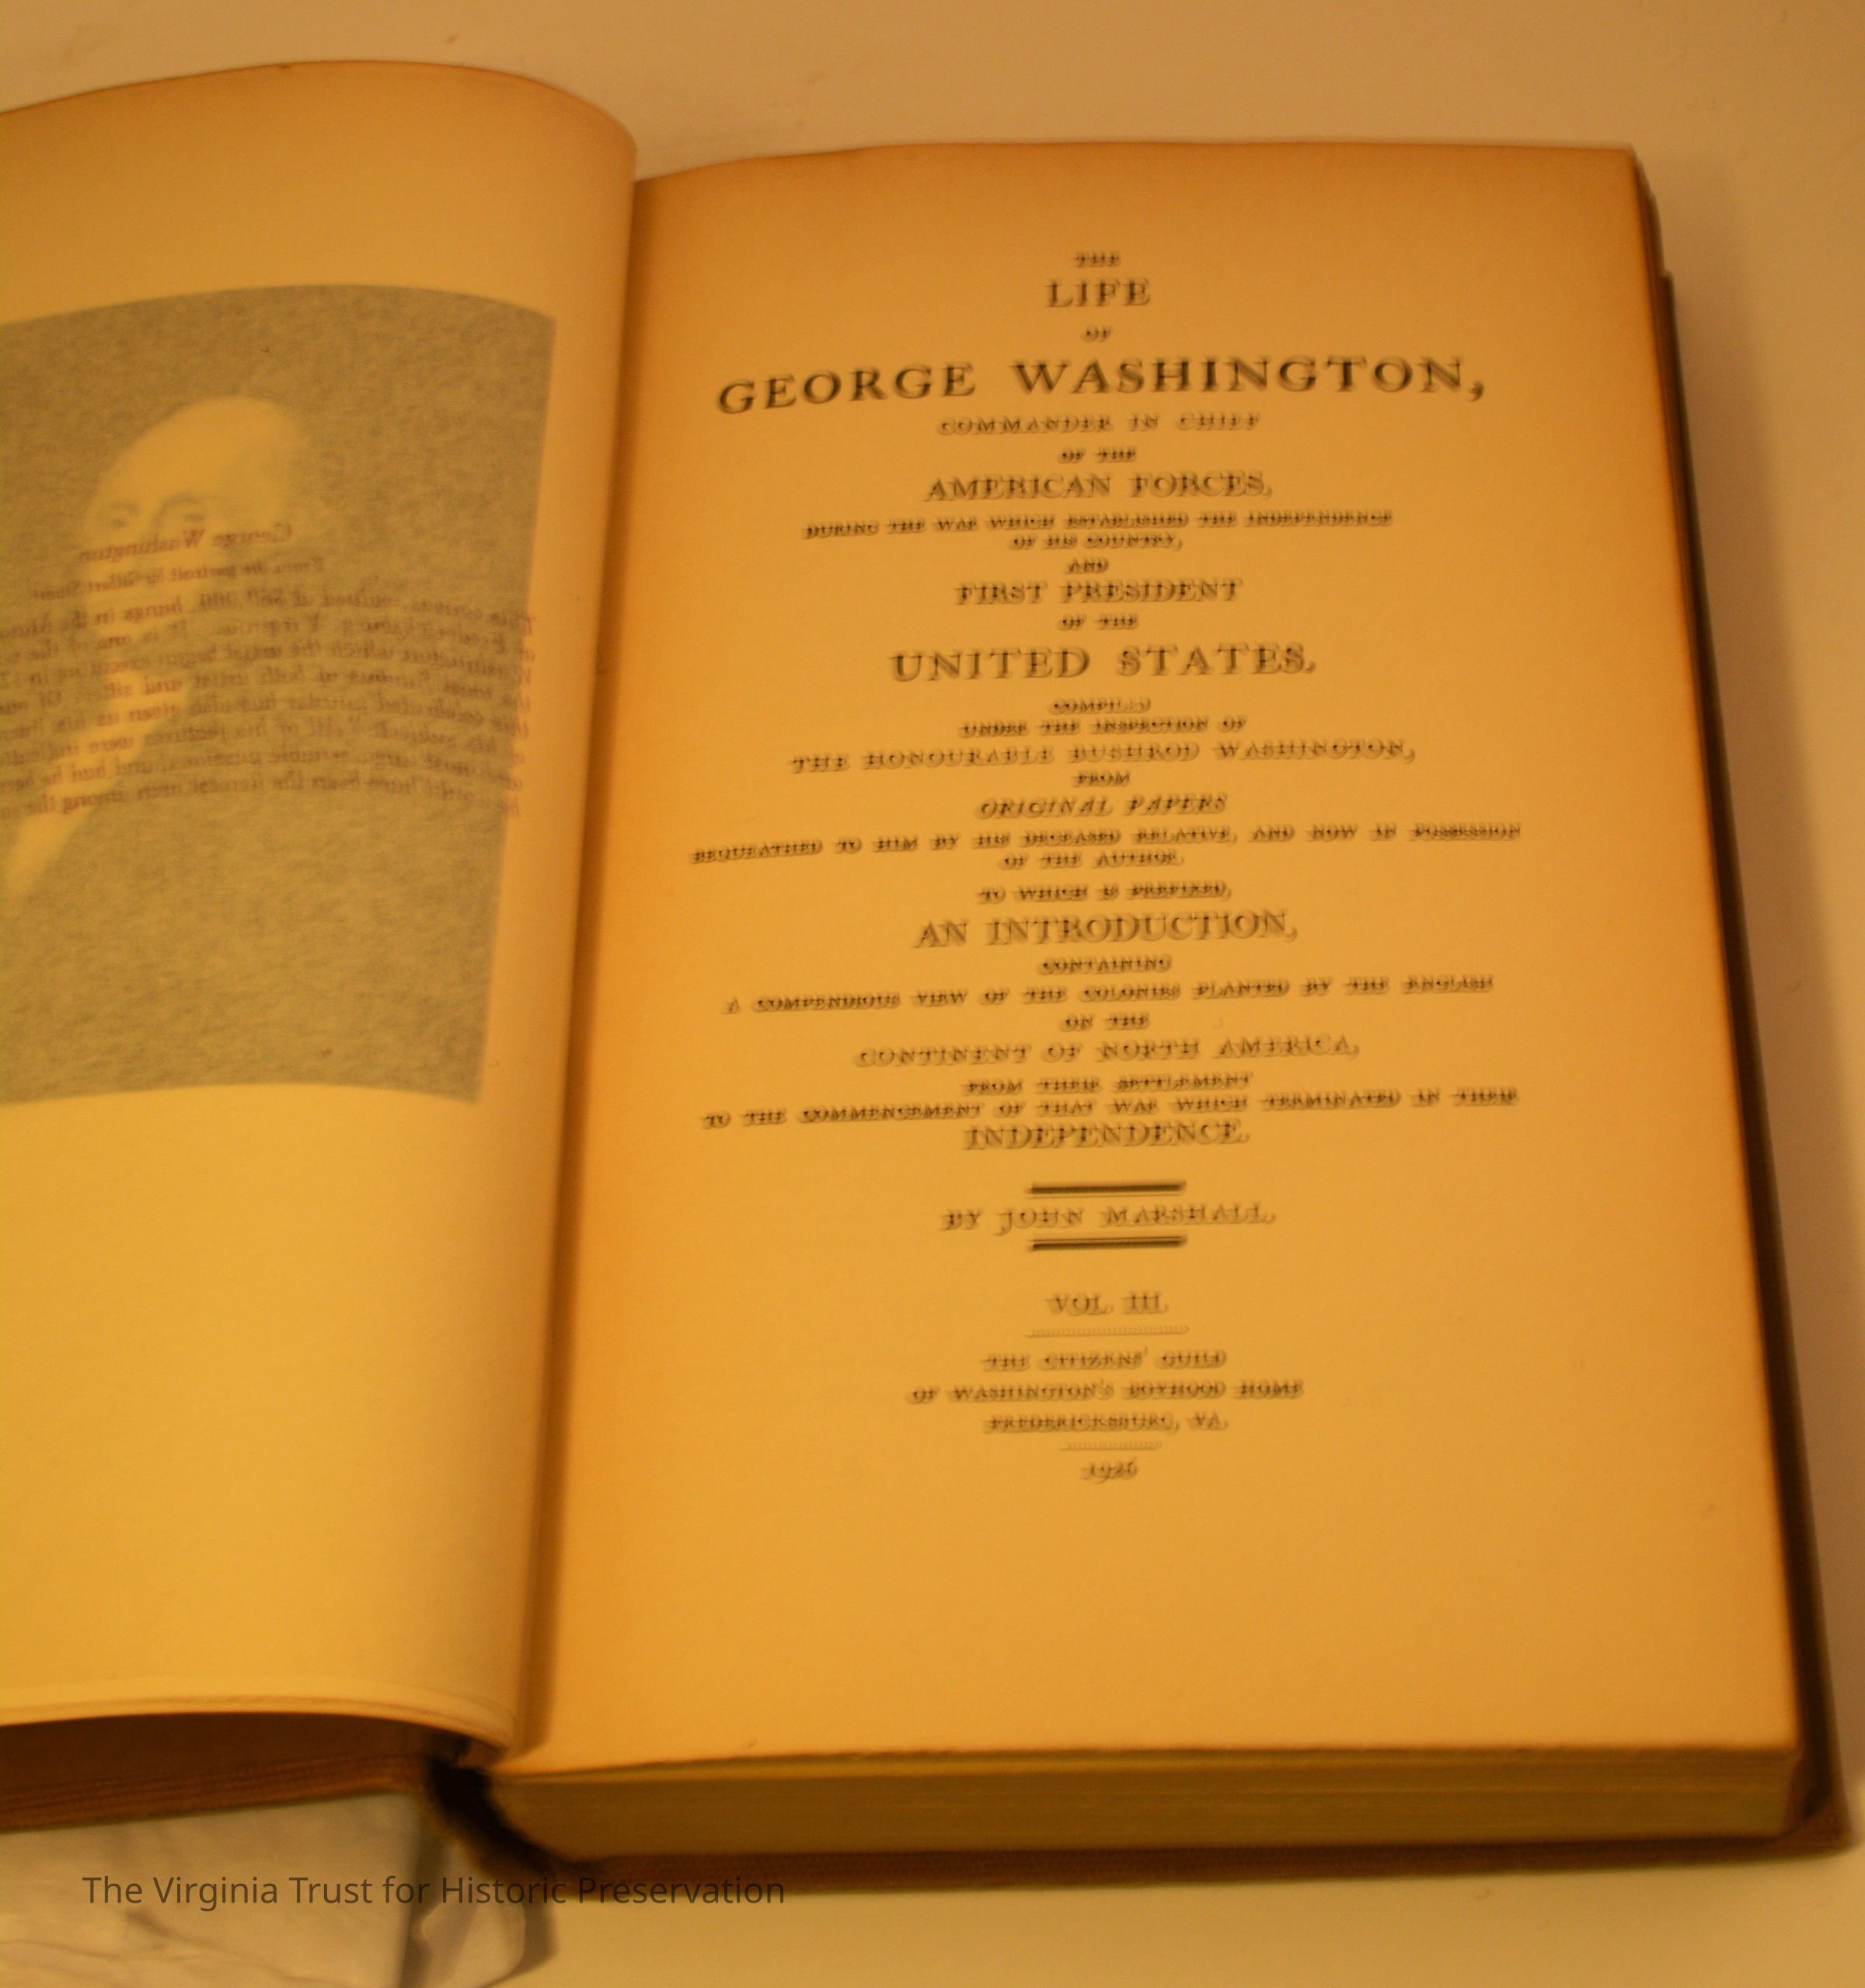 George Washington
From the portrait by Gilbert Stuart
THE
LIFE
OF
GEORGE WASHINGTON,
COMMANDER IN CHIEF
OF THE
AMERICAN FORCES,
DURING THE WAR WHICH ESTABLISHED THE INDEPENDENCE
OF HIS COUNTRY,
AND
FIRST PRESIDENT
OF THE
UNITED STATES.
COMPILED
UNDER THE INSPECTION OF
THE HONOURABLE BUSHROD WASHINGTON,
FROM
ORIGINAL PAPERS
BEQUEATHED TO HIM BY HIS DECEASED RELATIVE, AND NOW IN POSSESSION
OF THE AUTHOR.
TO WHICH IS PREFIXED,
AN INTRODUCTION,
CONTAINING
A COMPENDIOUS VIEW OF THE COLONIES PLANTED BY THE ENGLISH
ON THE
CONTINENT OF NORTH AMERICA,
FROM THEIR SETTLEMENT
TO THE COMMENCEMENT OF THAT WAR WHICH TERMINATED IN THEIR
INDEPENDENCE.
BY JOHN MARSHALL.
VOL. III.
THE CITIZENS' GUILD
OF WASHINGTON'S BOYHOOD HOME
FREDERICKSBURG, VA.
1926
The Virginia Trust for Historic Preservation